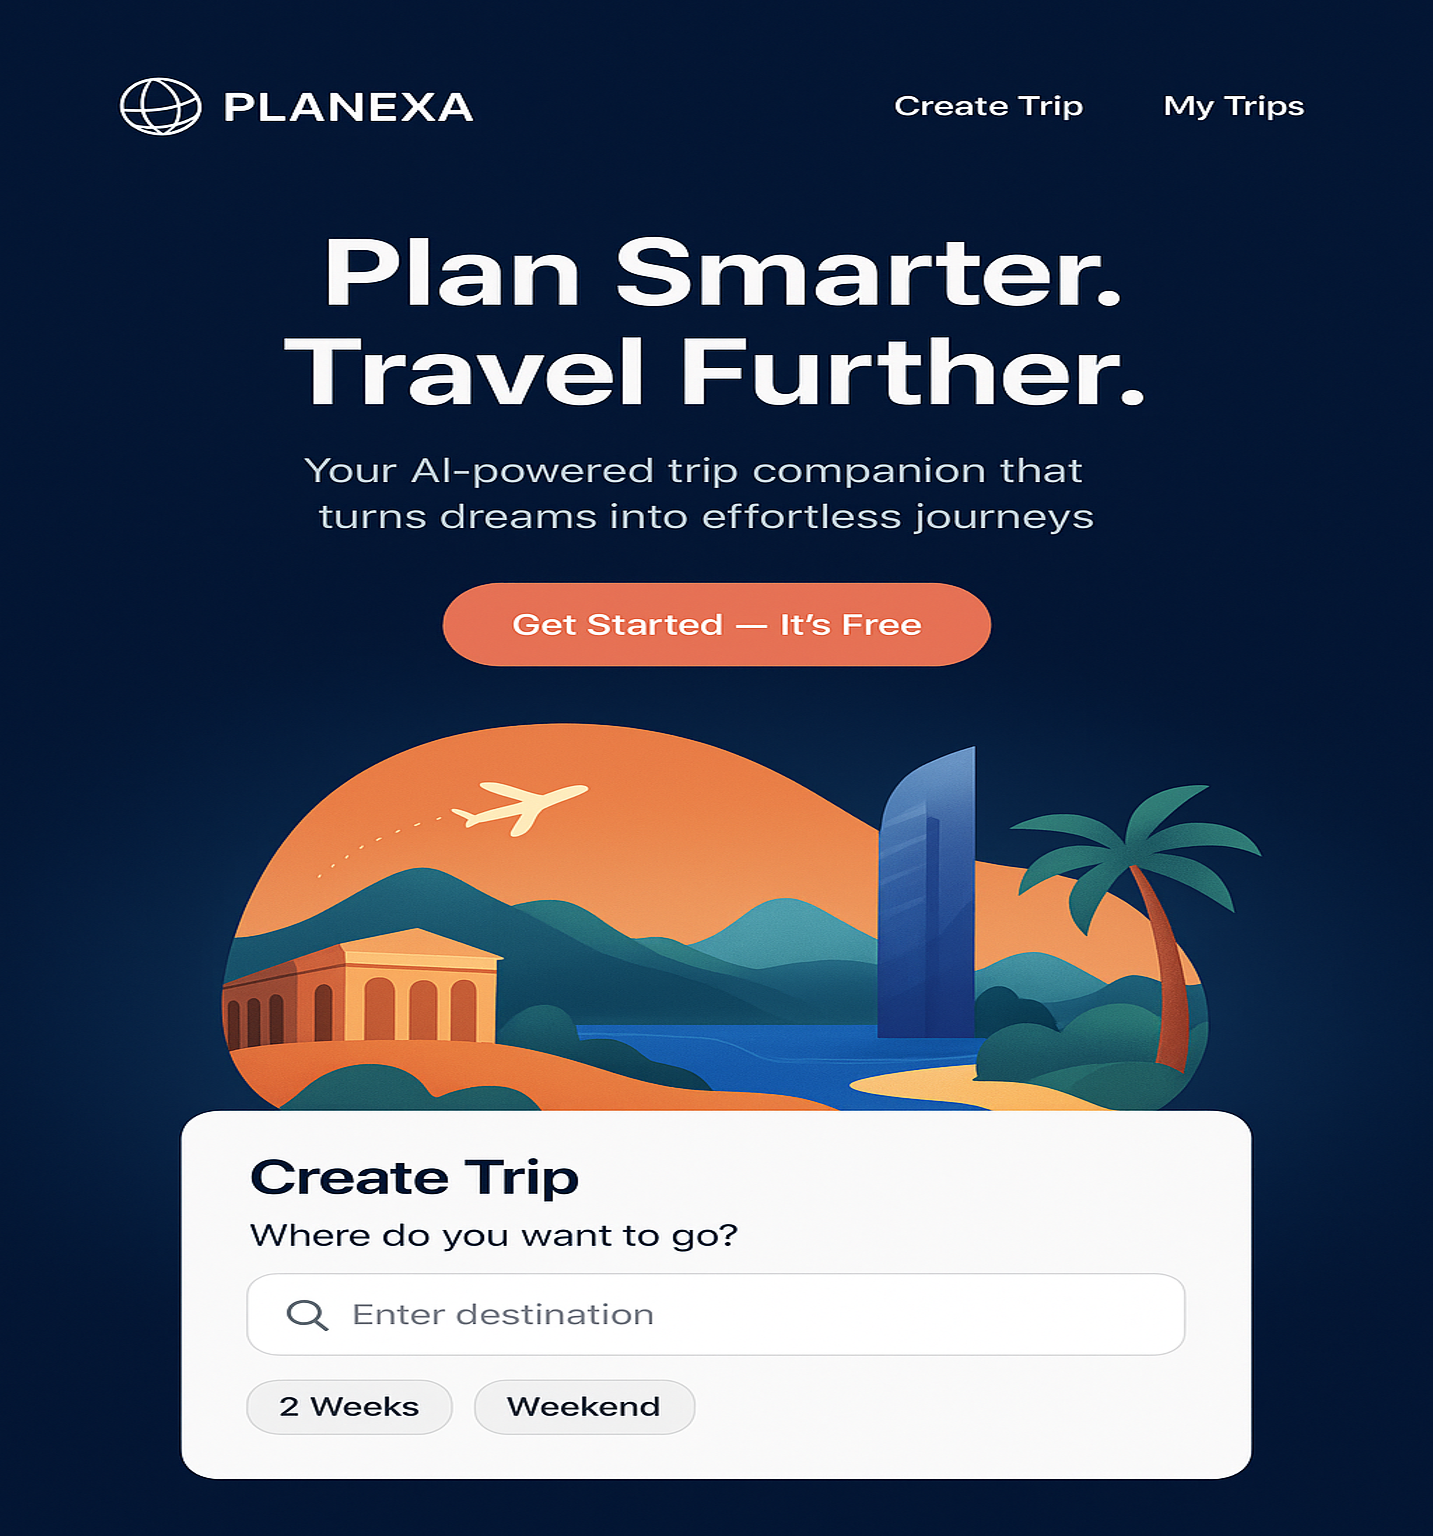 PLANEXA
Create Trip
My Trips
Plan Smarter.
Travel Further.
Your AI-powered trip companion that
turns dreams into effortless journeys
Get Started — It’s Free
Create Trip
Where do you want to go?
Enter destination
2 Weeks
Weekend